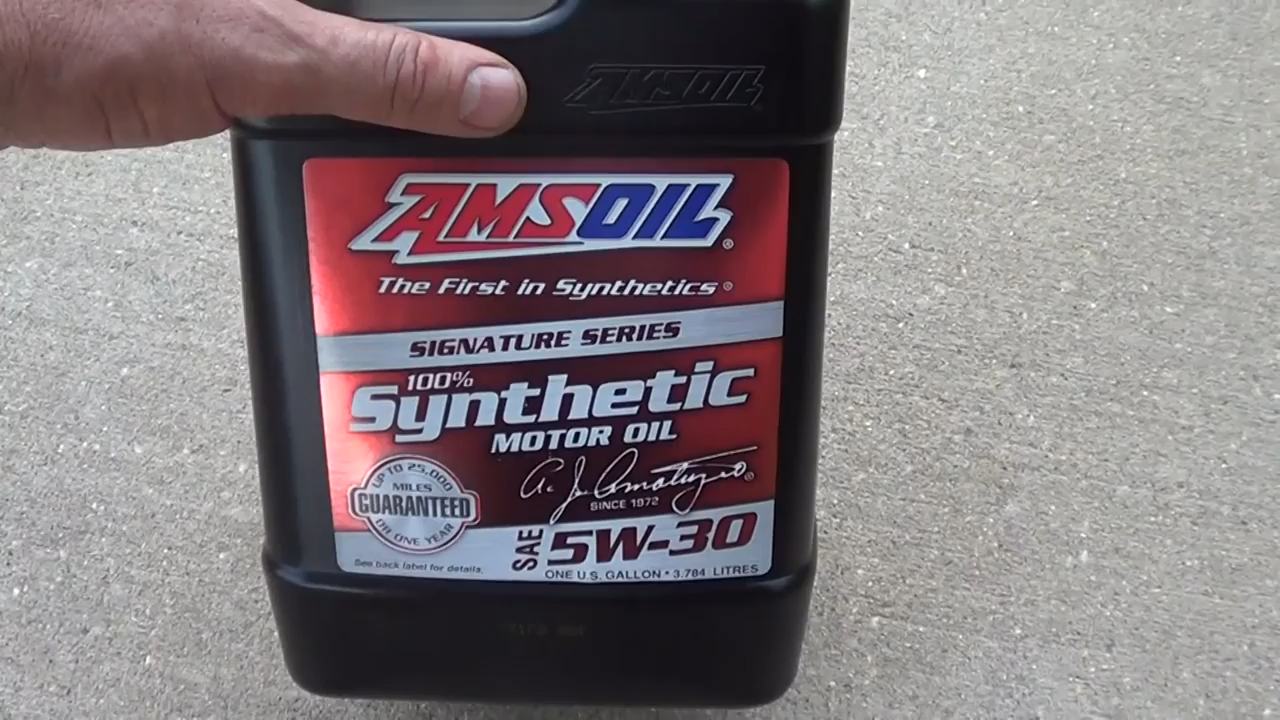 AMSOIL
AMSOIL®
The First in Synthetics®
SIGNATURE SERIES
100%
Synthetic
MOTOR OIL
A. J. Amatuzio®
SINCE 1972
UP TO 25,000
MILES
GUARANTEED
OR ONE YEAR
See back label for details.
SAE 5W-30
ONE U.S. GALLON • 3.784 LITRES